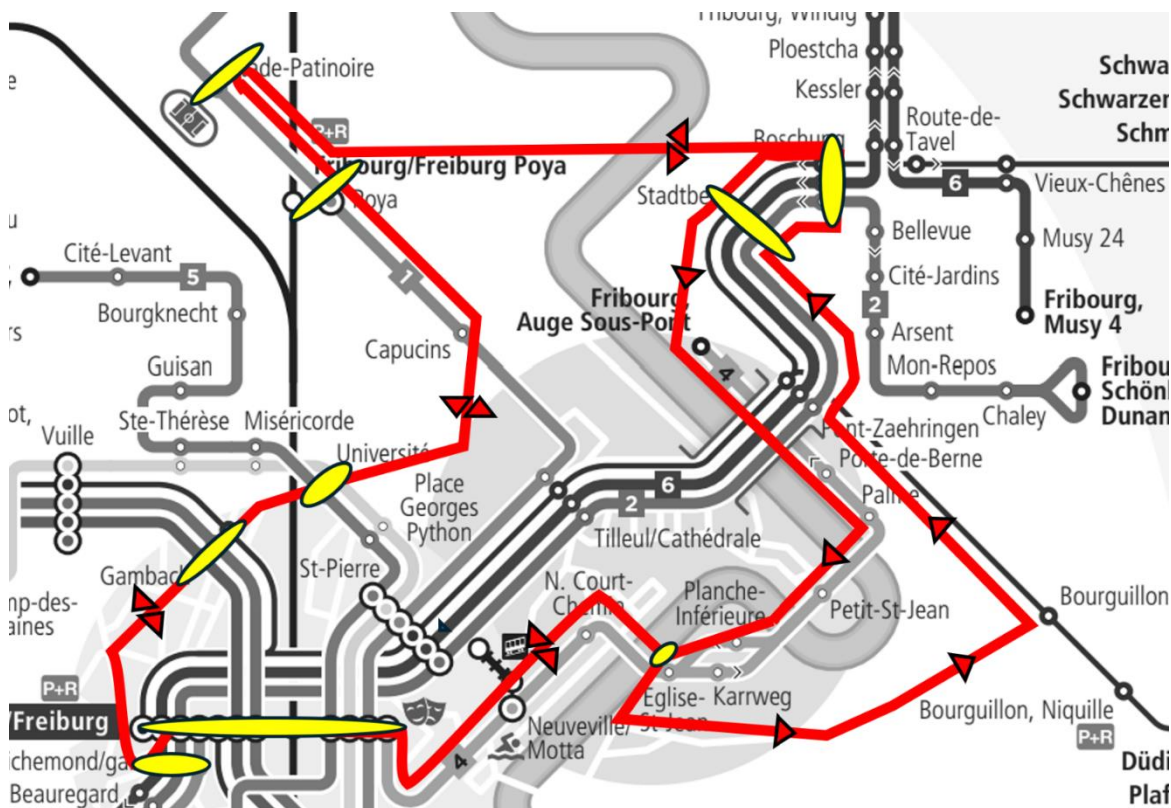 Fribourg, Windig
Ploestcha
Kessler
Route-de-
Tavel
Schwa
Schwarzer
Schm
ade-Patinoire
P+R
Fribourg/Freiburg Poya
Poya
Boschung
Stadtbe
6
Vieux-Chênes
Bellevue
Musy 24
Cité-Jardins
2
Fribourg,
Musy 4
Arsent
Mon-Repos
Chaley
Fribou
Schön
Dunan
Cité-Levant
5
Bourgknecht
1
Fribourg,
Auge Sous-Pont
4
Capucins
Guisan
Ste-Thérèse
Miséricorde
Vuille
Université
Place
Georges
Python
6
2
Pont-Zaehringen
Porte-de-Berne
Palme
Tilleul/Cathédrale
Gambach
St-Pierre
N. Court-
Chemin
Planche-
Inférieure
Petit-St-Jean
Bourguillon
mp-des-
aines
P+R
/Freiburg
Eglise-
St-Jean
Karrweg
Neuveville/
Motta
4
Bourguillon, Niquille
P+R
ichemond/ga
Beauregard
Düdi
Plaf